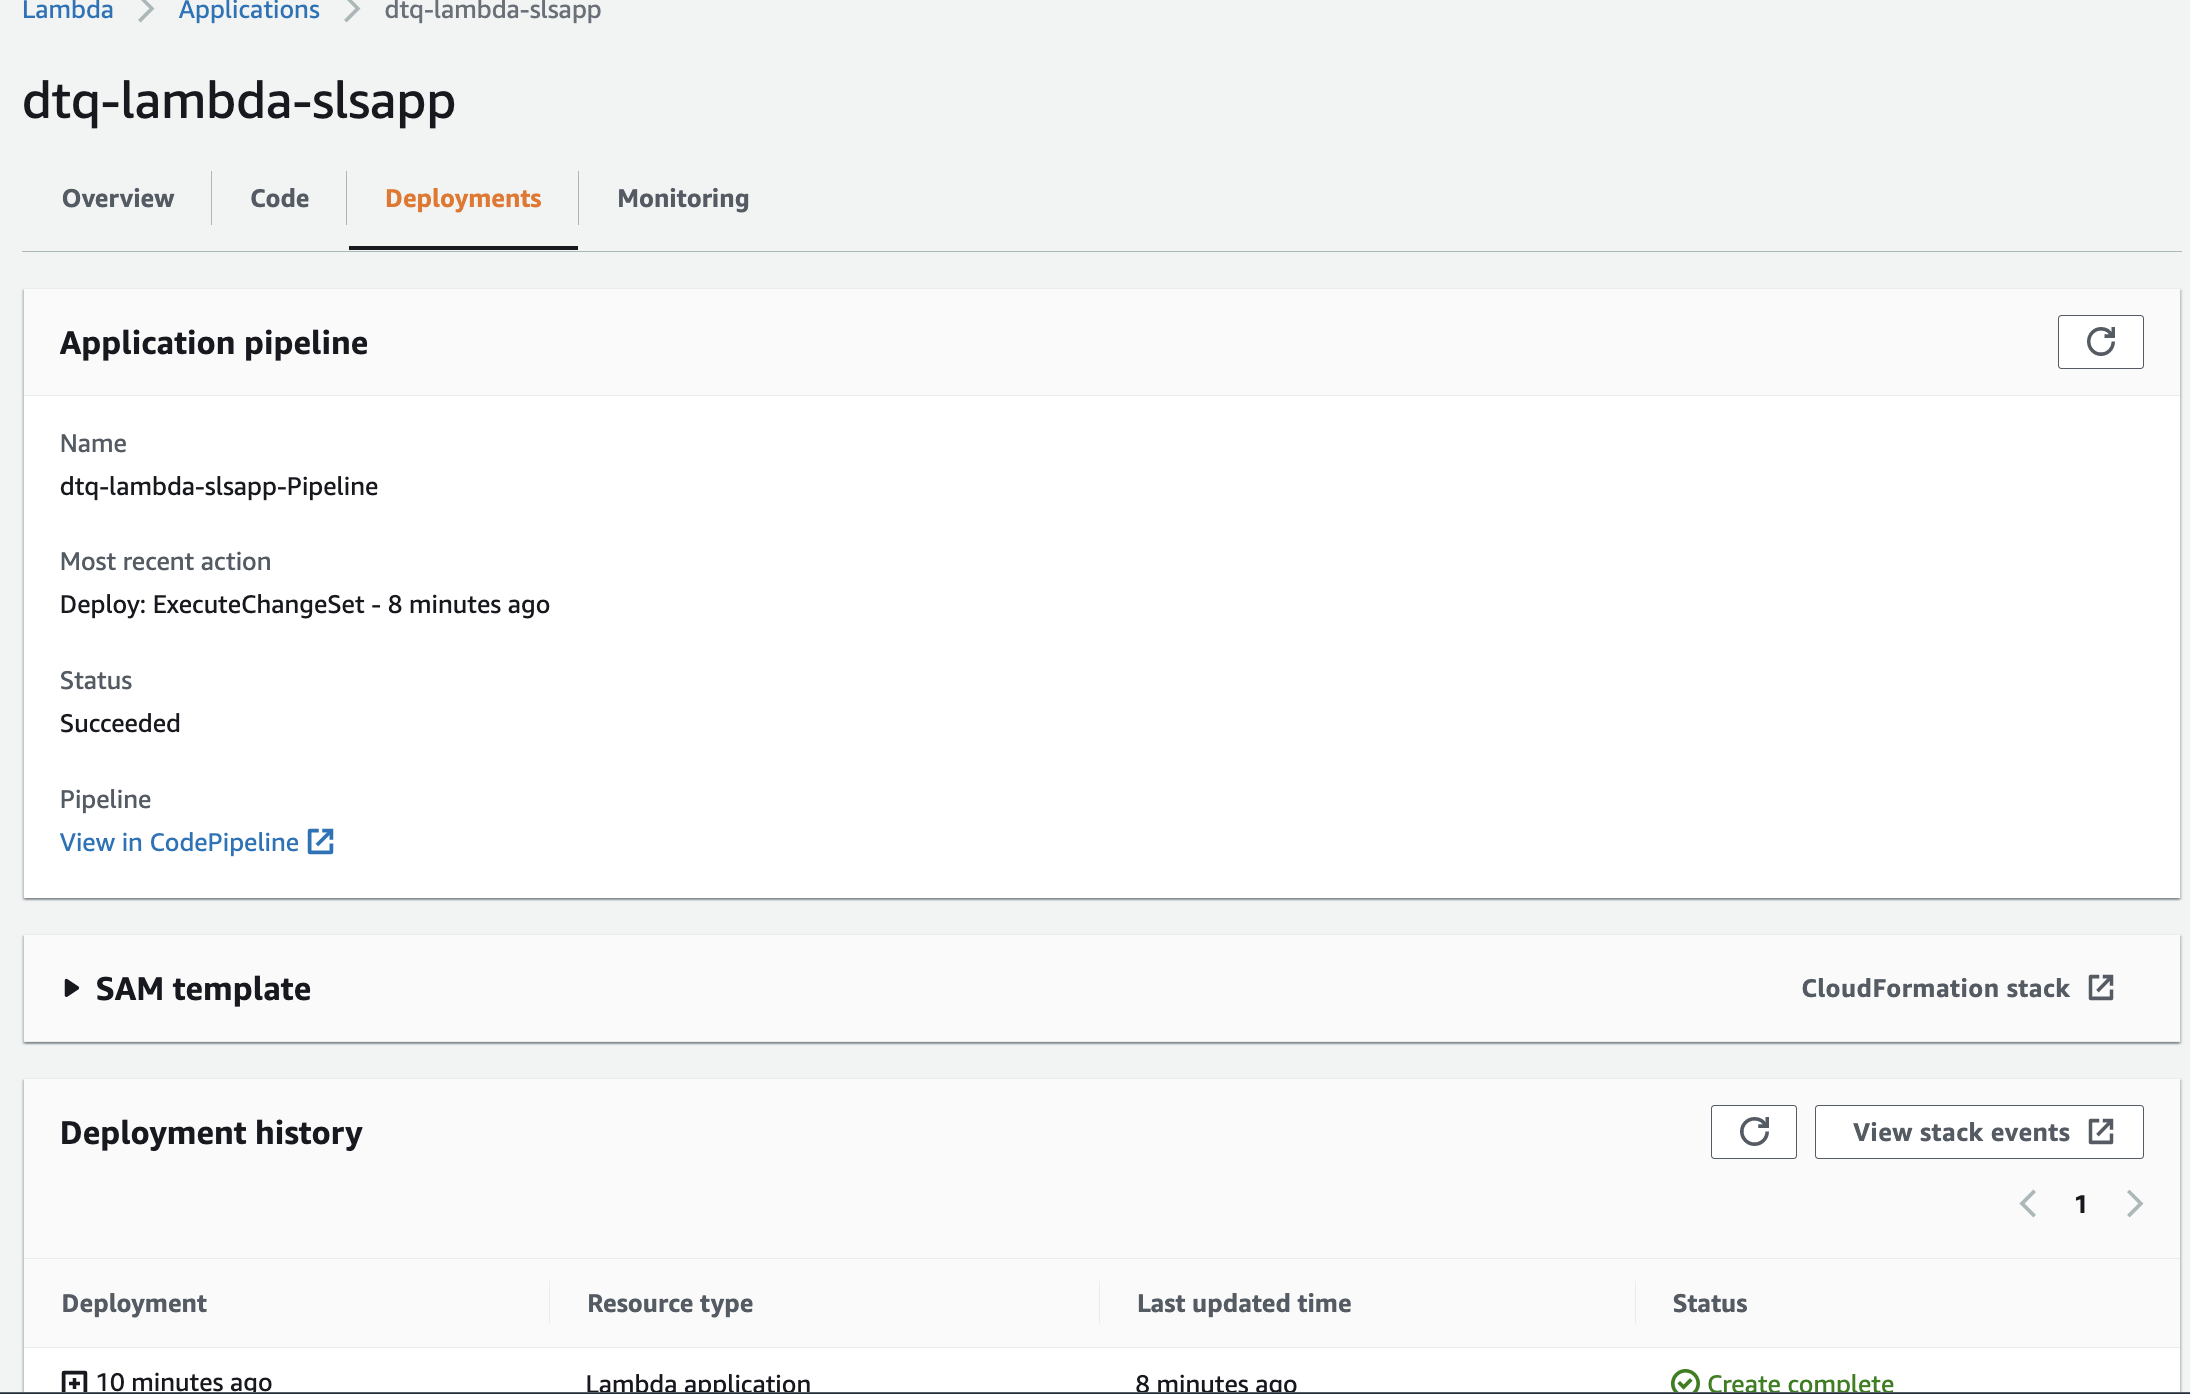 Lambda > Applications > dtq-lambda-slsapp
dtq-lambda-slsapp
Overview Code Deployments Monitoring
Application pipeline
Name
dtq-lambda-slsapp-Pipeline
Most recent action
Deploy: ExecuteChangeSet - 8 minutes ago
Status
Succeeded
Pipeline
View in CodePipeline
SAM template CloudFormation stack
Deployment history View stack events
1
Deployment Resource type Last updated time Status
10 minutes ago Lambda application 8 minutes ago Create complete